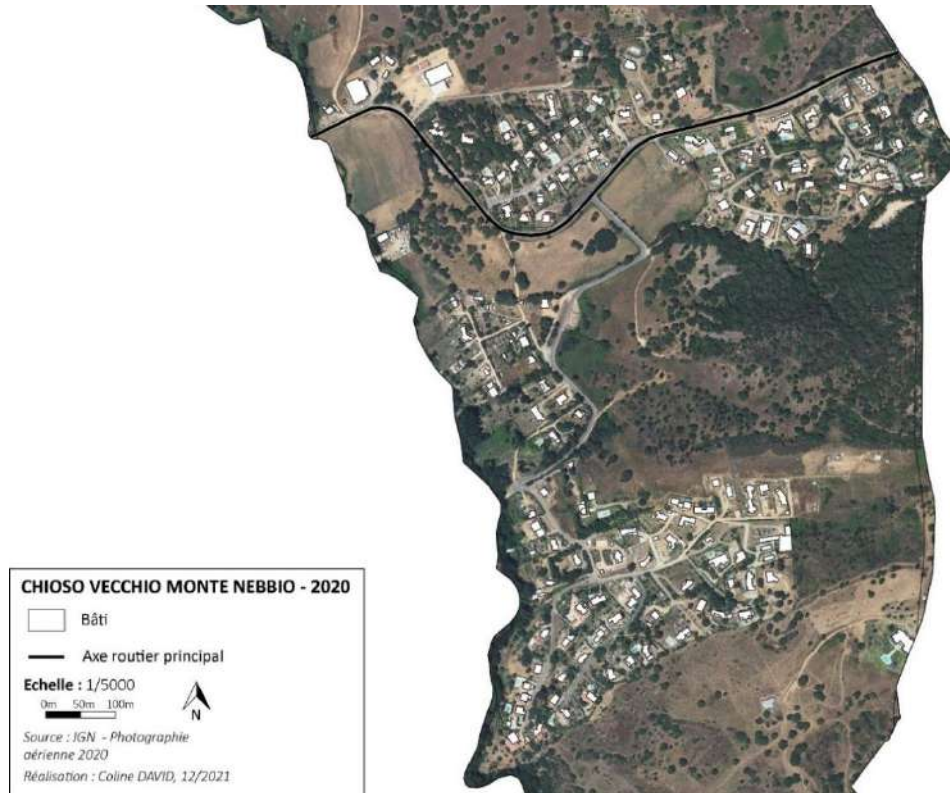 CHIOSO VECCHIO MONTE NEBBIO - 2020
Bâti
Axe routier principal
Echelle : 1/5000
0m 50m 100m
N
Source : IGN - Photographie
aérienne 2020
Réalisation : Coline DAVID, 12/2021